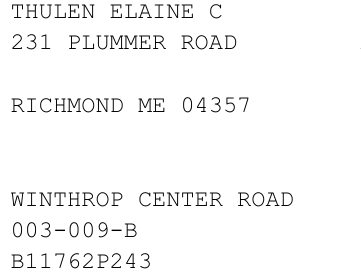 THULEN ELAINE C
231 PLUMMER ROAD
RICHMOND ME 04357
WINTHROP CENTER ROAD
003-009-B
B11762P243